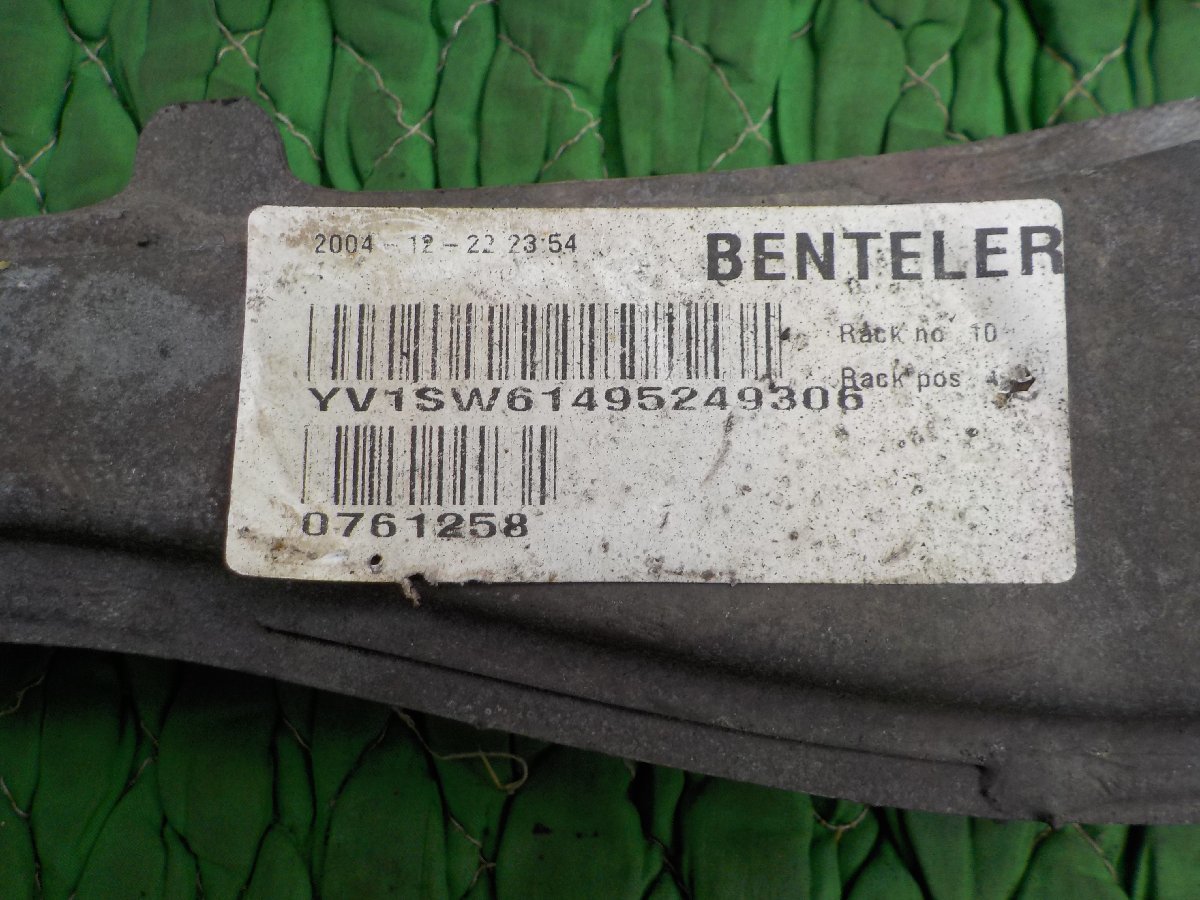 2004-12-22 23:54
BENTELER
Rack no 10
Rack pos
YV1SW61495249306
0761258